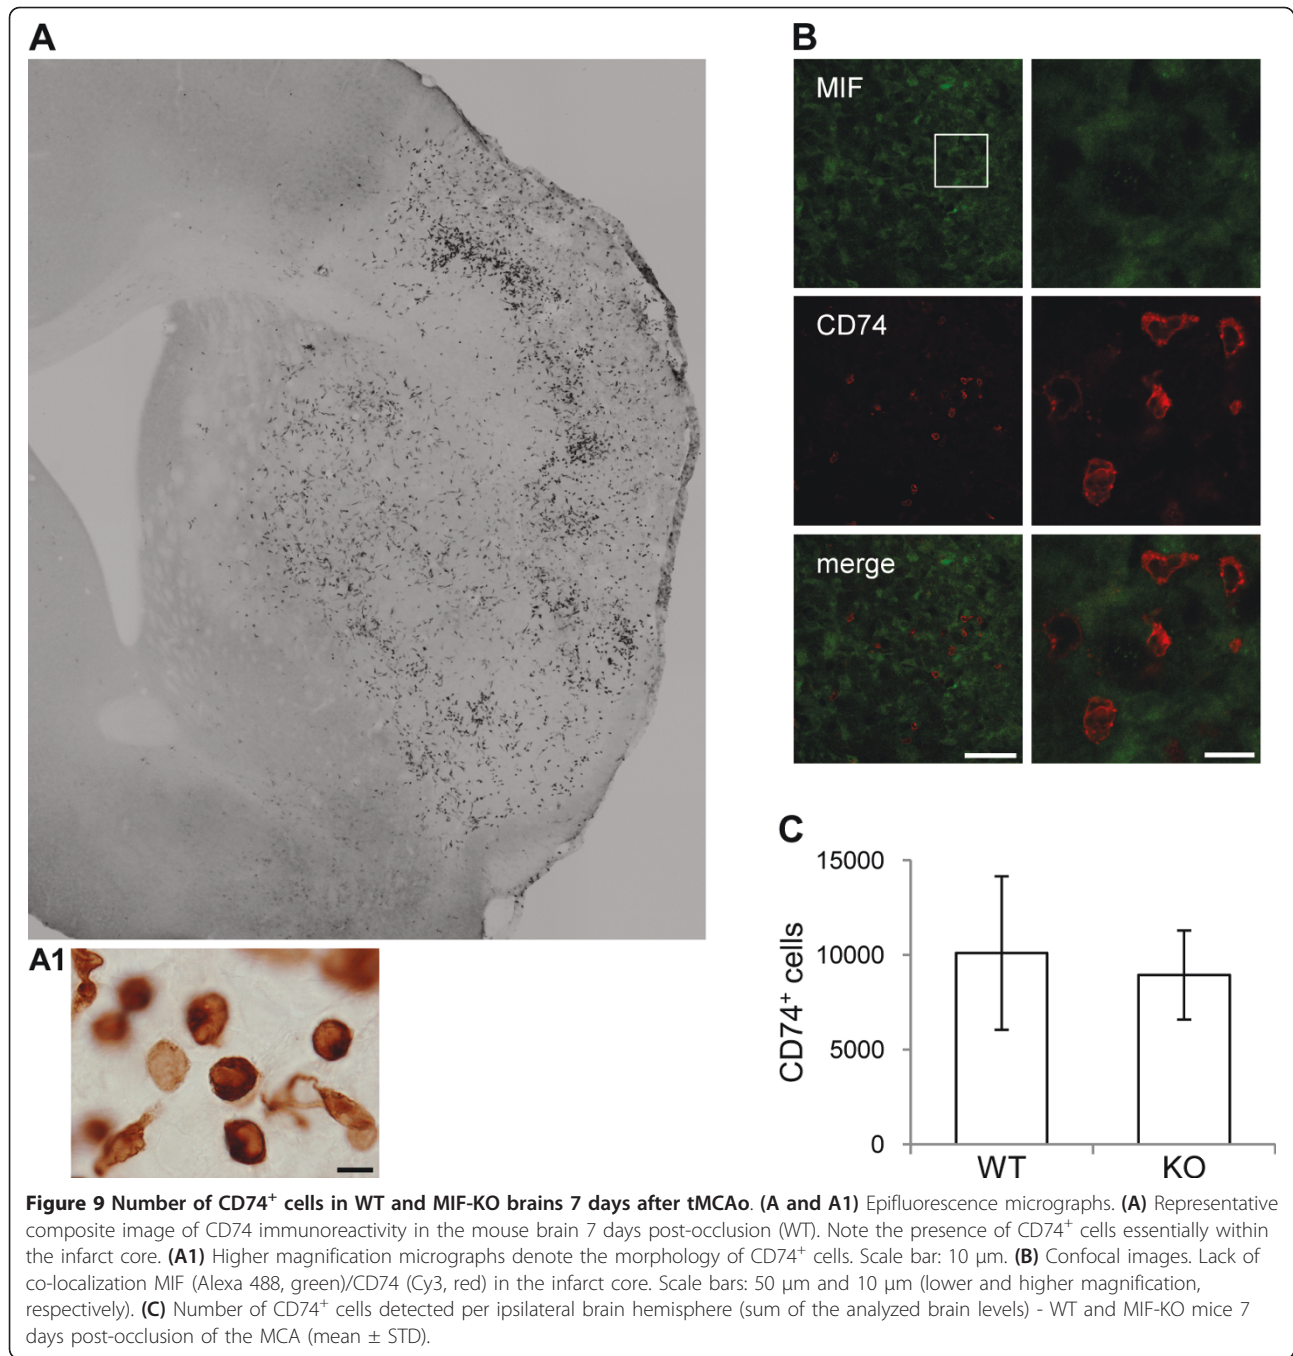 A
B
MIF
CD74
merge
A1
C
15000
10000
5000
0
CD74⁺ cells
WT
KO
Figure 9 Number of CD74⁺ cells in WT and MIF-KO brains 7 days after tMCAo. (A and A1) Epifluorescence micrographs. (A) Representative
composite image of CD74 immunoreactivity in the mouse brain 7 days post-occlusion (WT). Note the presence of CD74⁺ cells essentially within
the infarct core. (A1) Higher magnification micrographs denote the morphology of CD74⁺ cells. Scale bar: 10 μm. (B) Confocal images. Lack of
co-localization MIF (Alexa 488, green)/CD74 (Cy3, red) in the infarct core. Scale bars: 50 μm and 10 μm (lower and higher magnification,
respectively). (C) Number of CD74⁺ cells detected per ipsilateral brain hemisphere (sum of the analyzed brain levels) - WT and MIF-KO mice 7
days post-occlusion of the MCA (mean ± STD).